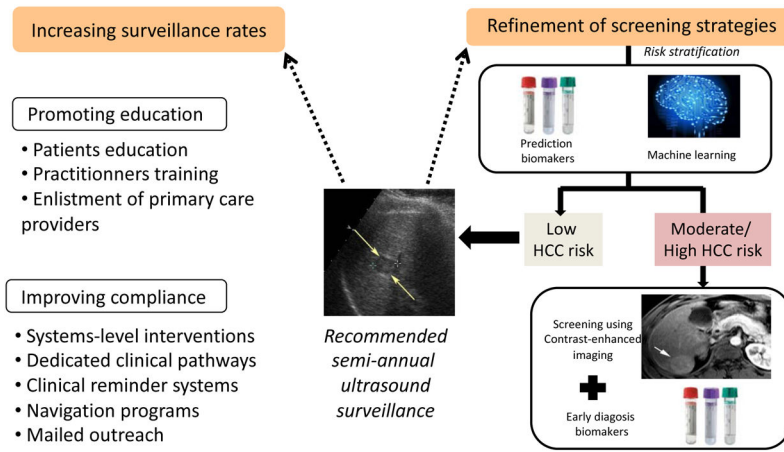 Increasing surveillance rates
Promoting education
• Patients education
• Practitionners training
• Enlistment of primary care
providers
Improving compliance
• Systems-level interventions
• Dedicated clinical pathways
• Clinical reminder systems
• Navigation programs
• Mailed outreach
Recommended
semi-annual
ultrasound
surveillance
Refinement of screening strategies
Risk stratification
Prediction
biomakers
Machine learning
Low
HCC risk
Moderate/
High HCC risk
Screening using
Contrast-enhanced
imaging
Early diagosis
biomakers